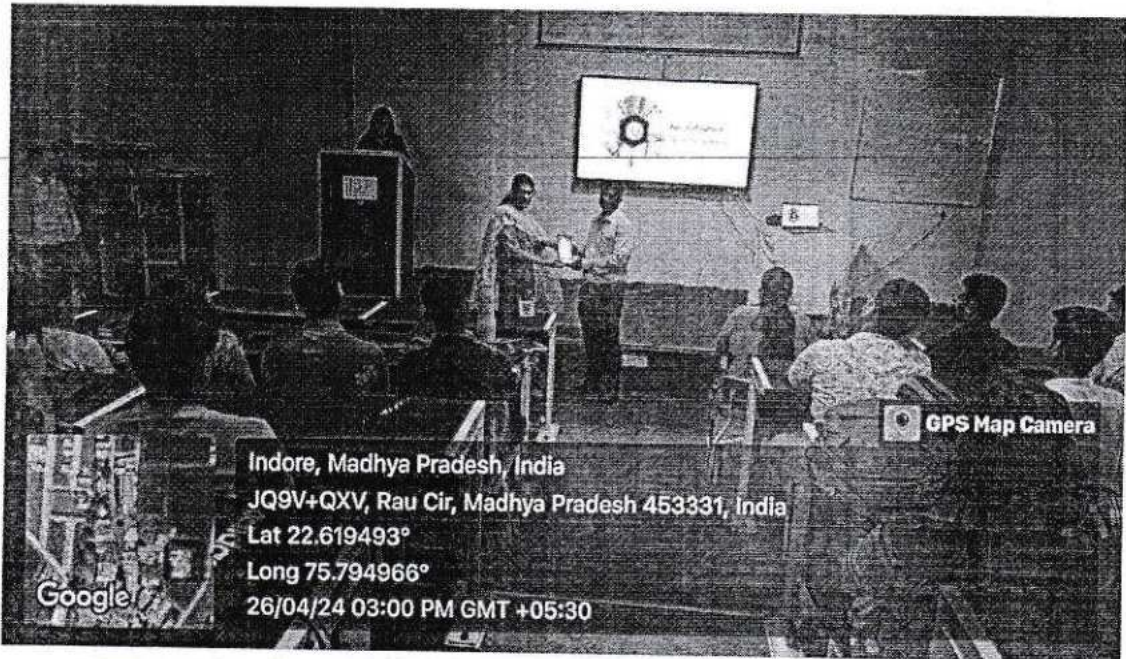 GPS Map Camera
Indore, Madhya Pradesh, India
JQ9V+QXV, Rau Cir, Madhya Pradesh 453331, India
Lat 22.619493°
Long 75.794966°
26/04/24 03:00 PM GMT +05:30
Google